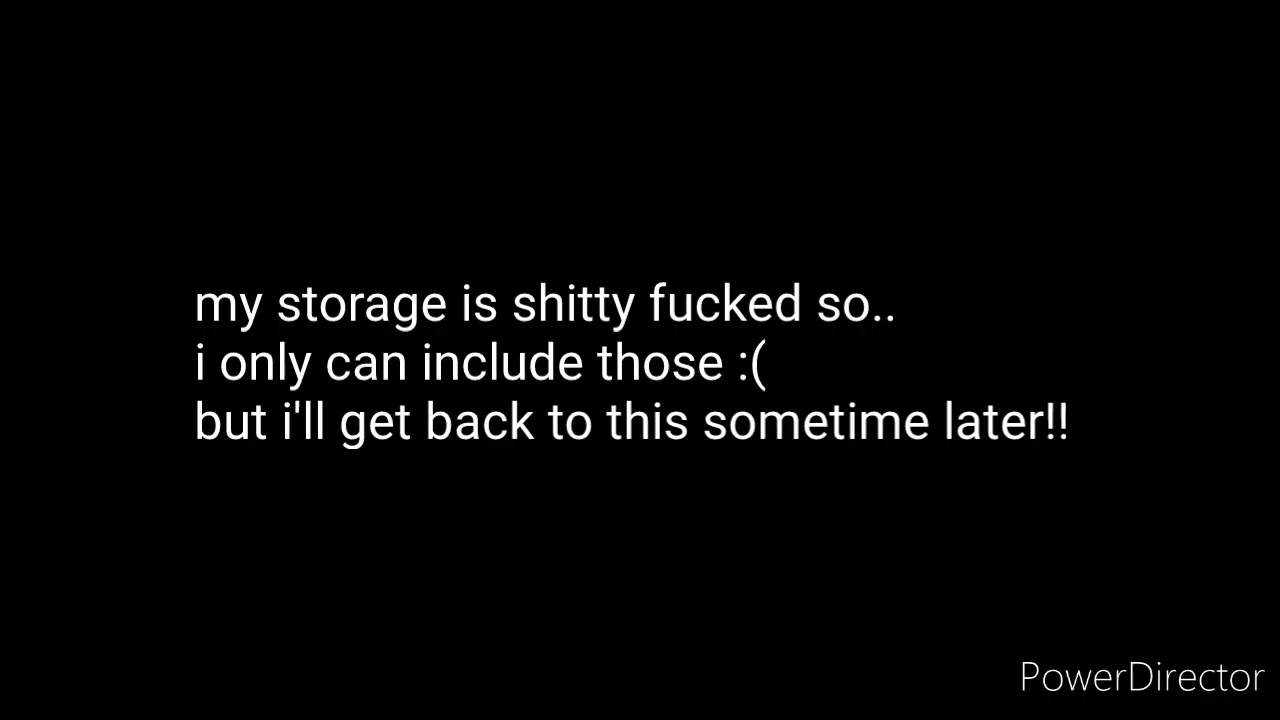 my storage is shitty fucked so..
i only can include those :(
but i'll get back to this sometime later!!
PowerDirector